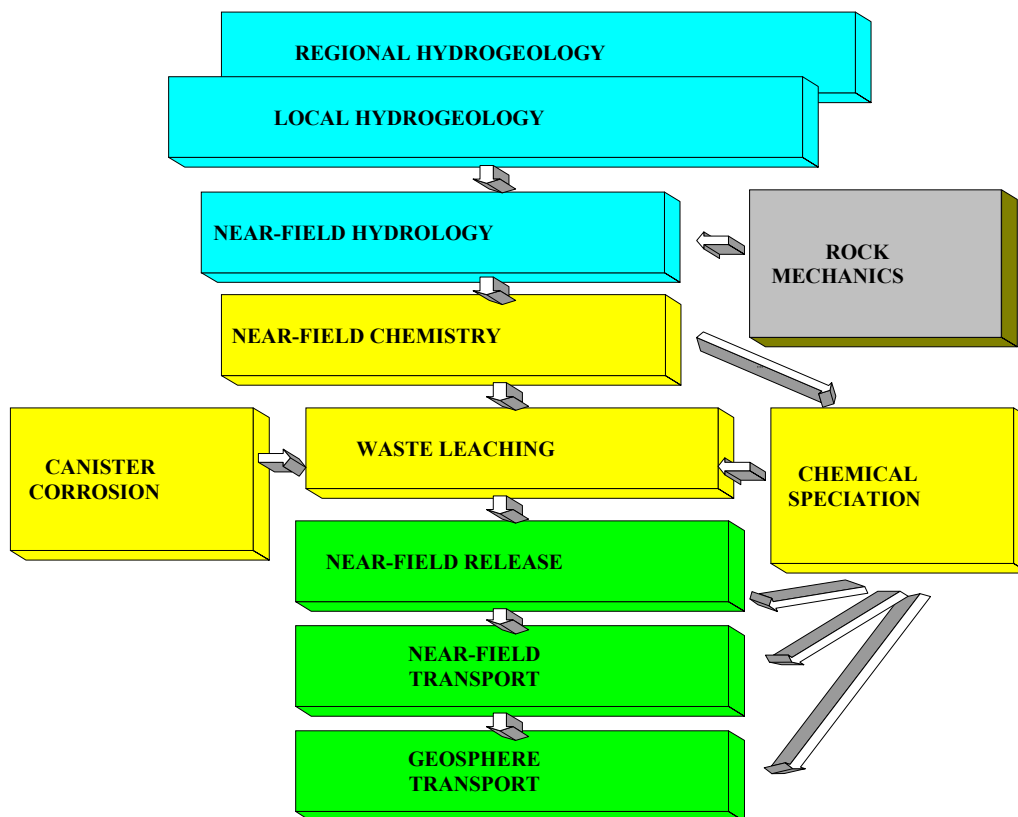 REGIONAL HYDROGEOLOGY
LOCAL HYDROGEOLOGY
NEAR-FIELD HYDROLOGY
ROCK
MECHANICS
NEAR-FIELD CHEMISTRY
CANISTER
CORROSION
WASTE LEACHING
CHEMICAL
SPECIATION
NEAR-FIELD RELEASE
NEAR-FIELD
TRANSPORT
GEOSPHERE
TRANSPORT